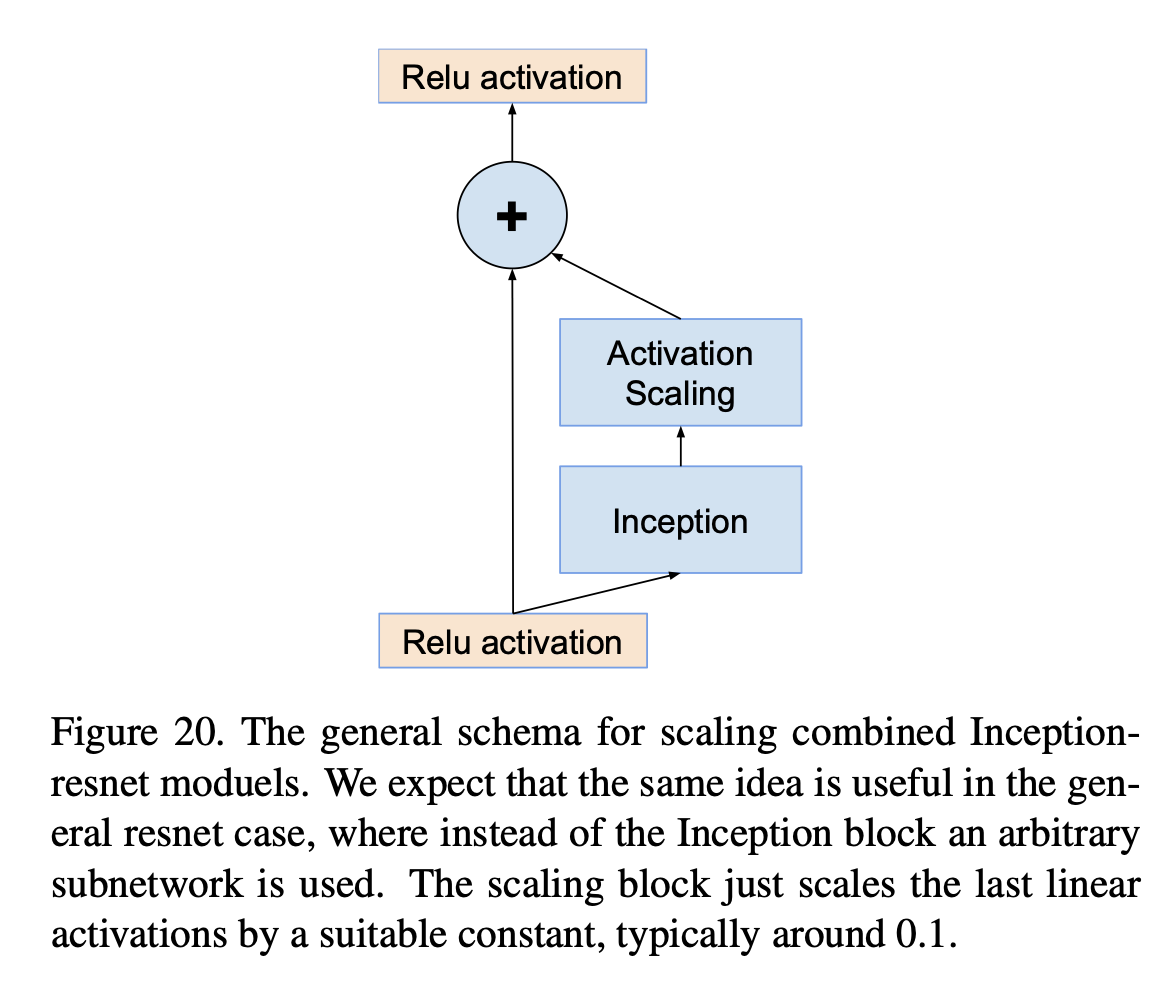 Relu activation
+
Activation
Scaling
Inception
Relu activation
Figure 20. The general schema for scaling combined Inception-
resnet moduels. We expect that the same idea is useful in the gen-
eral resnet case, where instead of the Inception block an arbitrary
subnetwork is used. The scaling block just scales the last linear
activations by a suitable constant, typically around 0.1.